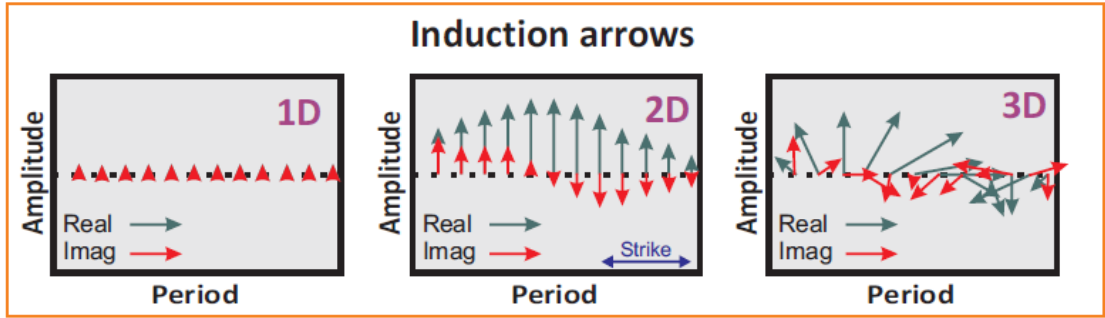 Induction arrows
1D
Amplitude
Real
Imag
Period
2D
Amplitude
Real
Imag
Strike
Period
3D
Amplitude
Real
Imag
Period